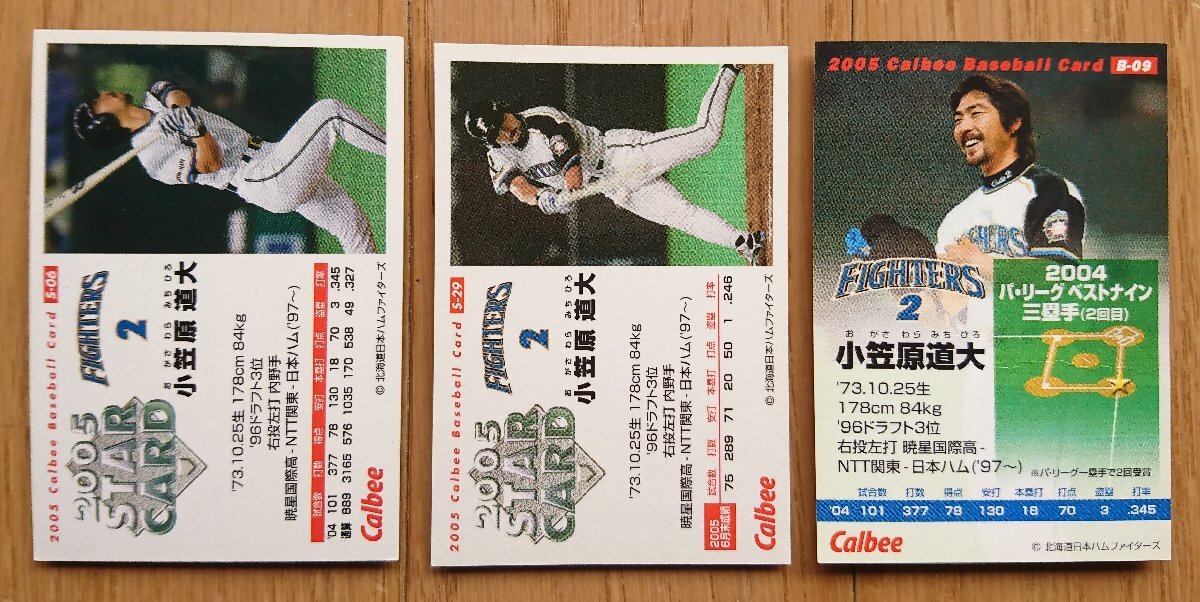 2005 Calbee Baseball Card S-06
FIGHTERS
2
おがさわら みちひろ
小笠原 道大
2005
STAR
CARD
'73.10.25生 178cm 84kg
'96ドラフト3位
右投左打 内野手
暁星国際高 - NTT関東 - 日本ハム('97～)
試合数 打数 得点 安打 本塁打 打点 盗塁 打率
'04 101 377 78 130 18 70 3 .345
通算 889 3165 576 1035 170 538 49 .327
Calbee
© 北海道日本ハムファイターズ
2005 Calbee Baseball Card S-29
FIGHTERS
2
おがさわら みちひろ
小笠原 道大
2005
STAR
CARD
'73.10.25生 178cm 84kg
'96ドラフト3位
右投左打 内野手
暁星国際高 - NTT関東 - 日本ハム('97～)
2005 6月末成績
試合数 打数 安打 本塁打 打点 盗塁 打率
75 289 71 20 50 1 .246
Calbee
© 北海道日本ハムファイターズ
2005 Calbee Baseball Card B-09
FIGHTERS
2
おがさわらみちひろ
小笠原道大
2004
パ・リーグ ベストナイン
三塁手(2回目)
'73.10.25生
178cm 84kg
'96ドラフト3位
右投左打 暁星国際高 -
NTT関東 - 日本ハム('97～)
※パ・リーグ一塁手で2回受賞
試合数 打数 得点 安打 本塁打 打点 盗塁 打率
'04 101 377 78 130 18 70 3 .345
Calbee
© 北海道日本ハムファイターズ